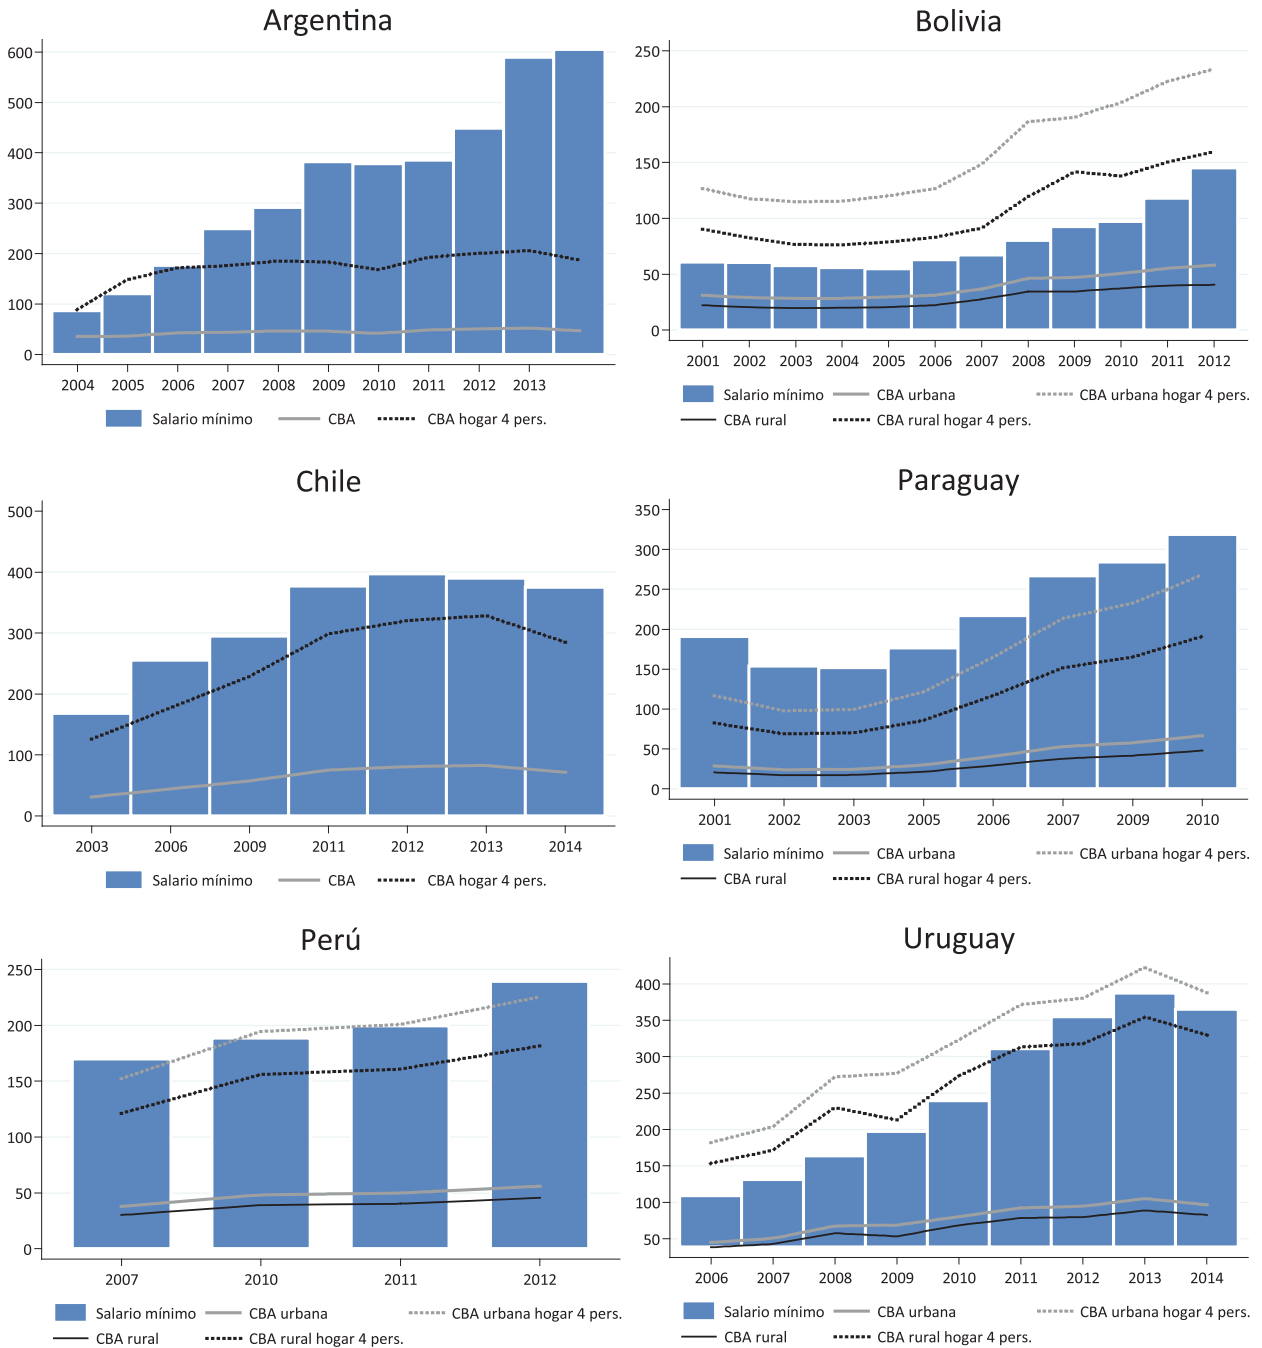 Argentina
600
500
400
300
200
100
0
2004 2005 2006 2007 2008 2009 2010 2011 2012 2013
Salario mínimo CBA CBA hogar 4 pers.
Bolivia
250
200
150
100
50
0
2001 2002 2003 2004 2005 2006 2007 2008 2009 2010 2011 2012
Salario mínimo CBA urbana CBA urbana hogar 4 pers.
CBA rural CBA rural hogar 4 pers.
Chile
500
400
300
200
100
0
2003 2006 2009 2011 2012 2013 2014
Salario mínimo CBA CBA hogar 4 pers.
Paraguay
350
300
250
200
150
100
50
0
2001 2002 2003 2005 2006 2007 2009 2010
Salario mínimo CBA urbana CBA urbana hogar 4 pers.
CBA rural CBA rural hogar 4 pers.
Perú
250
200
150
100
50
0
2007 2010 2011 2012
Salario mínimo CBA urbana CBA urbana hogar 4 pers.
CBA rural CBA rural hogar 4 pers.
Uruguay
400
350
300
250
200
150
100
50
2006 2007 2008 2009 2010 2011 2012 2013 2014
Salario mínimo CBA urbana CBA urbana hogar 4 pers.
CBA rural CBA rural hogar 4 pers.